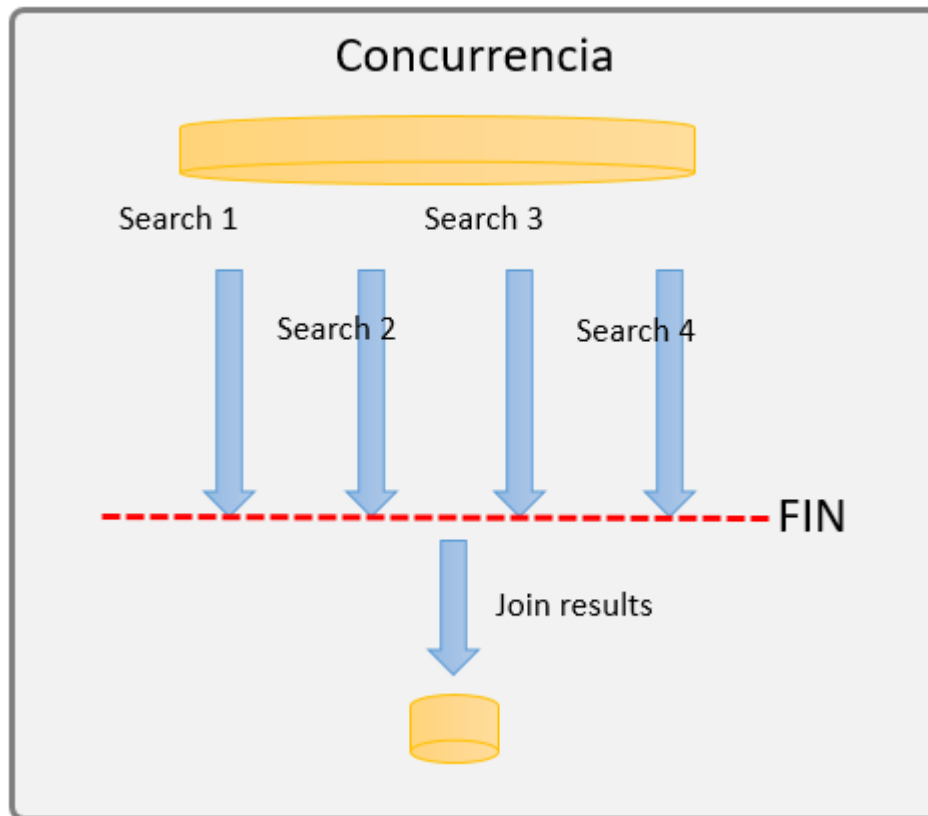 Concurrencia
Search 1
Search 3
Search 2
Search 4
FIN
Join results